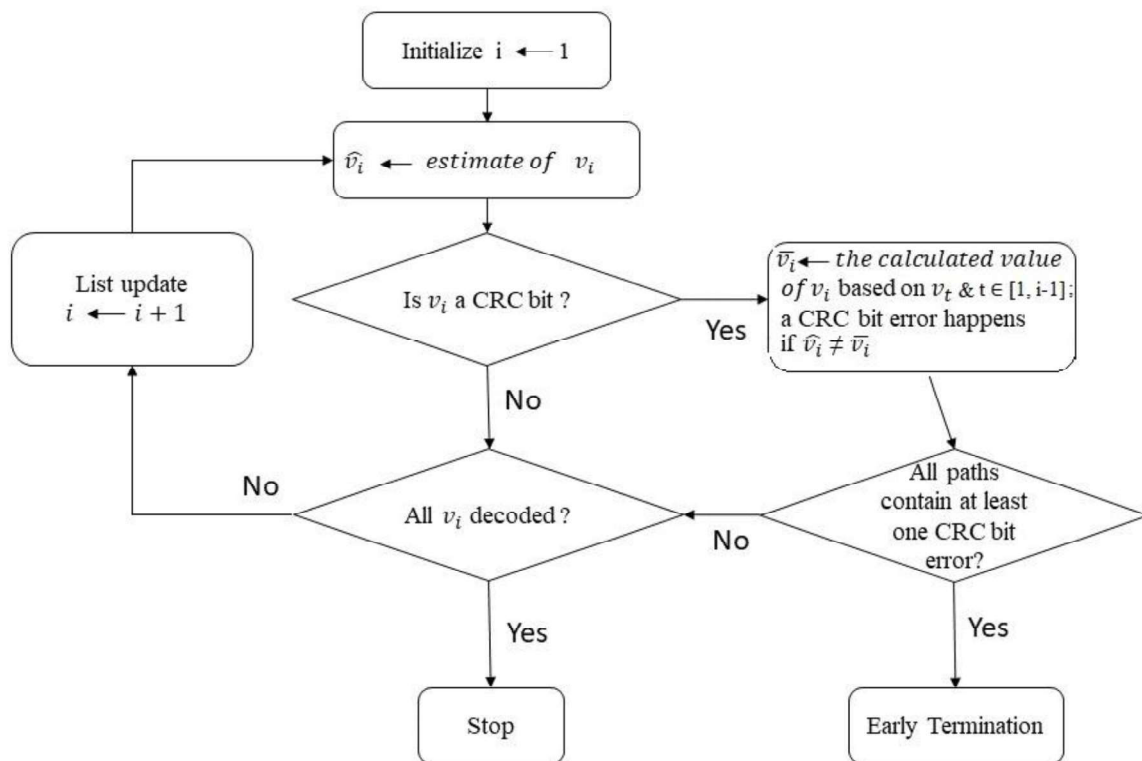 Initialize i ← 1
v̂ᵢ ← estimate of vᵢ
List update
i ← i + 1
Is vᵢ a CRC bit ?
Yes
v̄ᵢ ← the calculated value
of vᵢ based on vₜ & t ∈ [1, i-1];
a CRC bit error happens
if v̂ᵢ ≠ v̄ᵢ
No
All vᵢ decoded ?
No
No
All paths
contain at least
one CRC bit
error?
Yes
Yes
Stop
Early Termination